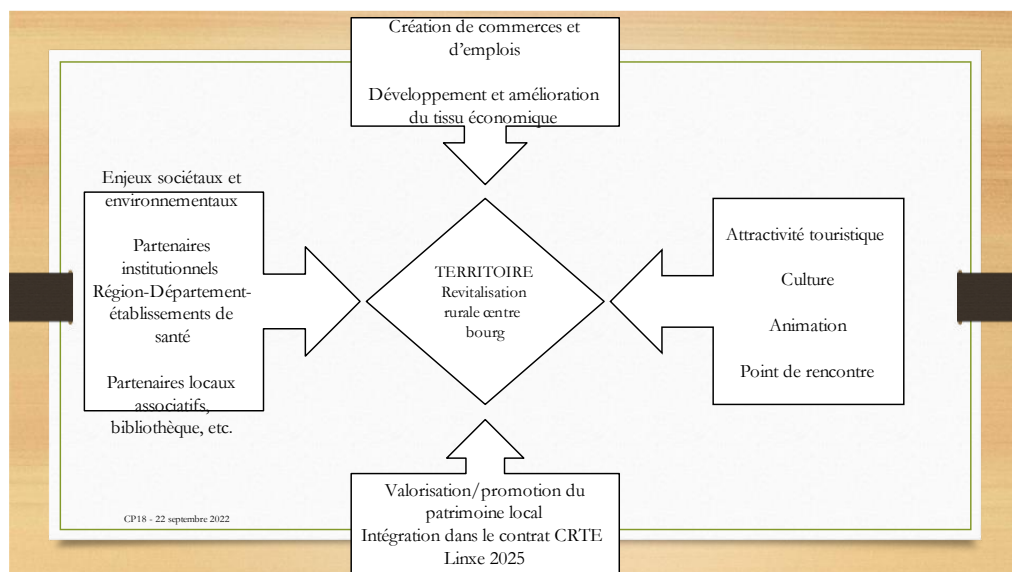 Création de commerces et
d'emplois
Développement et amélioration
du tissu économique
Enjeux sociétaux et
environnementaux
Partenaires
institutionnels
Région-Département-
établissements de
santé
Partenaires locaux
associatifs,
bibliothèque, etc.
TERRITOIRE
Revitalisation
rurale centre
bourg
Attractivité touristique
Culture
Animation
Point de rencontre
Valorisation/promotion du
patrimoine local
Intégration dans le contrat CRTE
Linxe 2025
CP18 - 22 septembre 2022